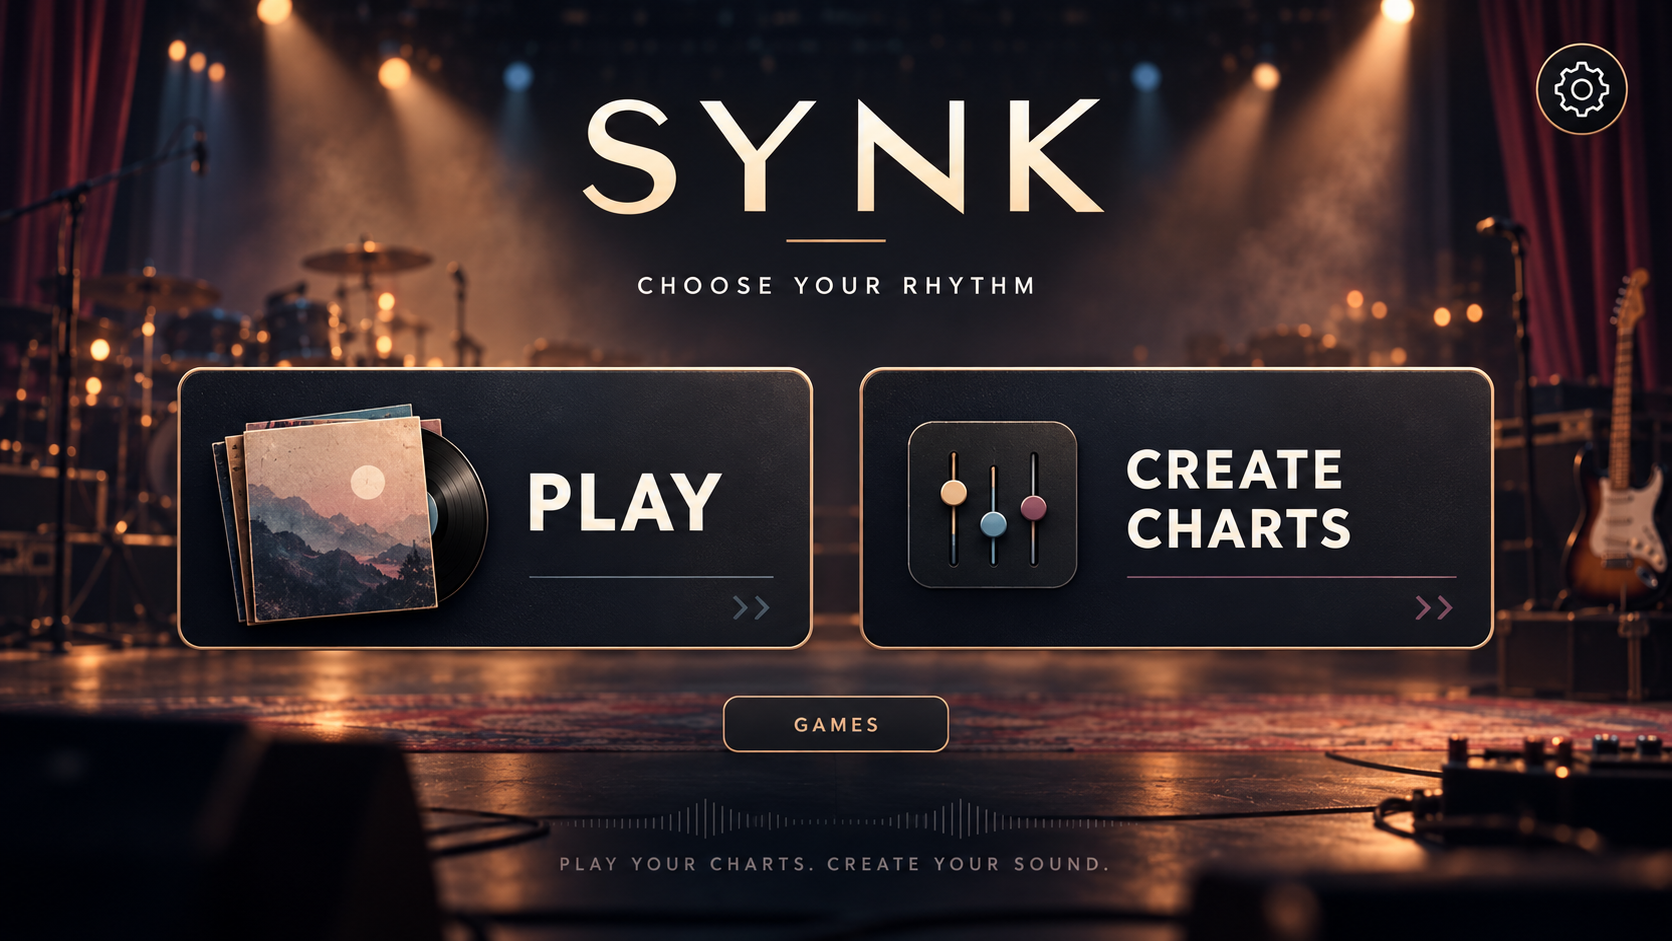 SYNK
CHOOSE YOUR RHYTHM
PLAY
CREATE
CHARTS
GAMES
PLAY YOUR CHARTS. CREATE YOUR SOUND.